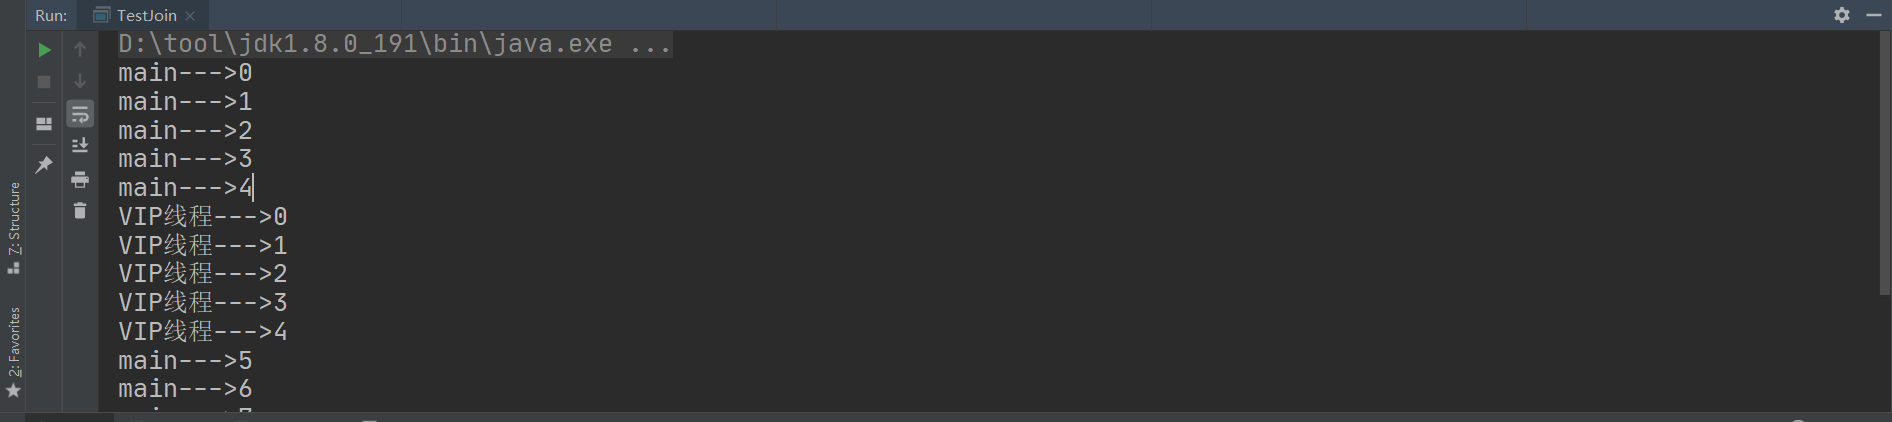 Run: TestJoin
D:\tool\jdk1.8.0_191\bin\java.exe ...
main--->0
main--->1
main--->2
main--->3
main--->4
VIP线程--->0
VIP线程--->1
VIP线程--->2
VIP线程--->3
VIP线程--->4
main--->5
main--->6
7: Structure
2: Favorites